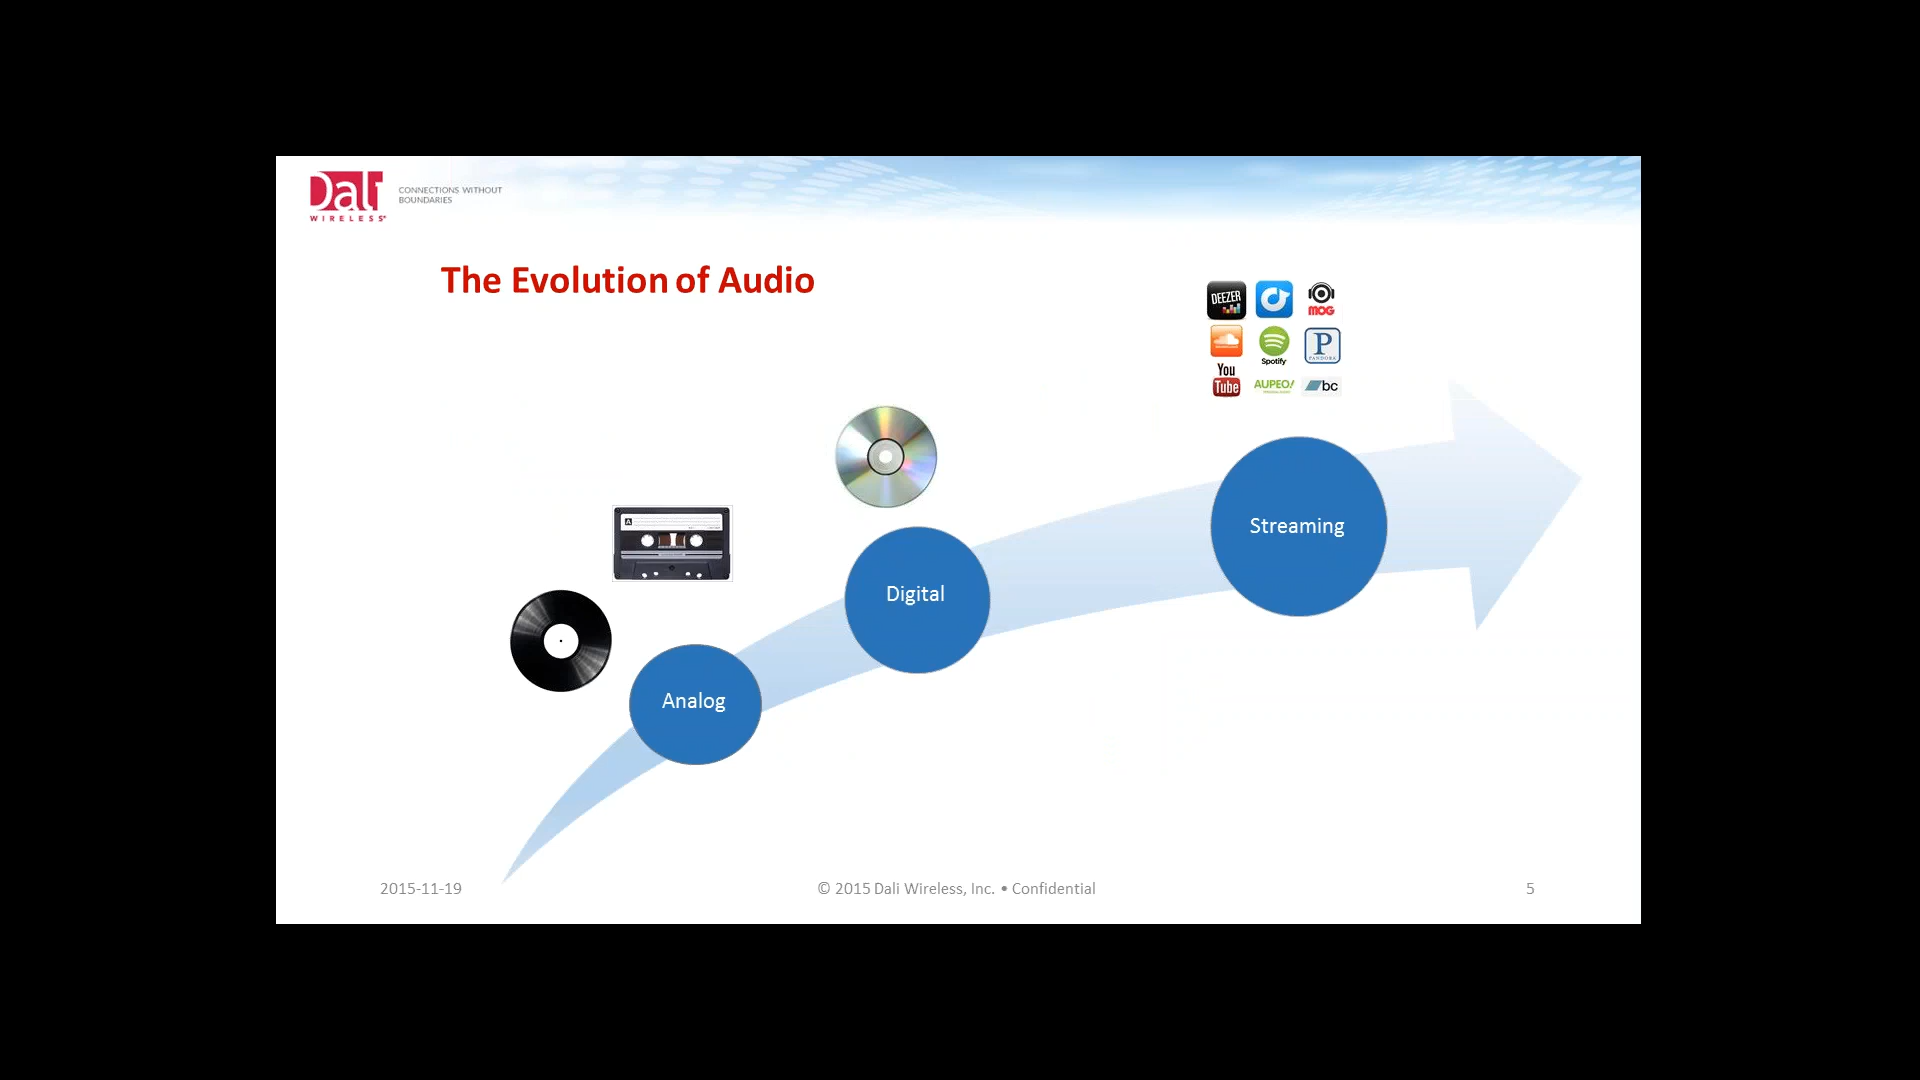 Dali
WIRELESS
CONNECTIONS WITHOUT
BOUNDARIES
The Evolution of Audio
DEEZER
MOG
Spotify
P
PANDORA
You
Tube
AUPEO!
bc
A
Streaming
Digital
Analog
2015-11-19
© 2015 Dali Wireless, Inc. • Confidential
5